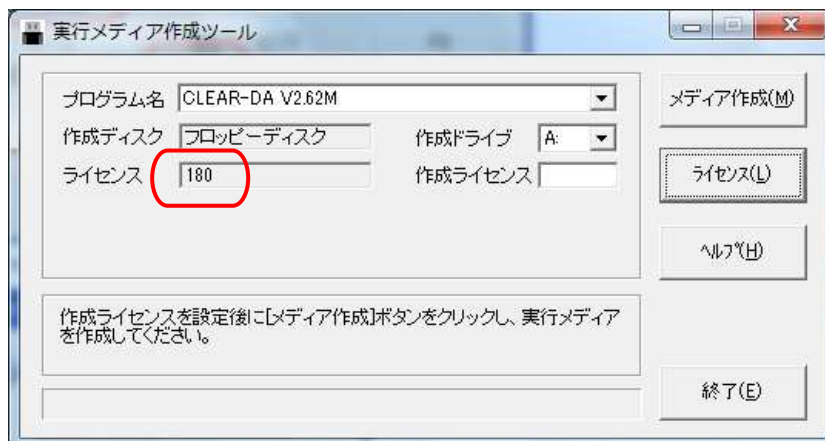 実行メディア作成ツール
プログラム名 CLEAR-DA V2.62M
メディア作成(M)
作成ディスク フロッピーディスク 作成ドライブ A:
ライセンス 180 作成ライセンス
ライセンス(L)
ヘルプ(H)
作成ライセンスを設定後に[メディア作成]ボタンをクリックし、実行メディア
を作成してください。
終了(E)